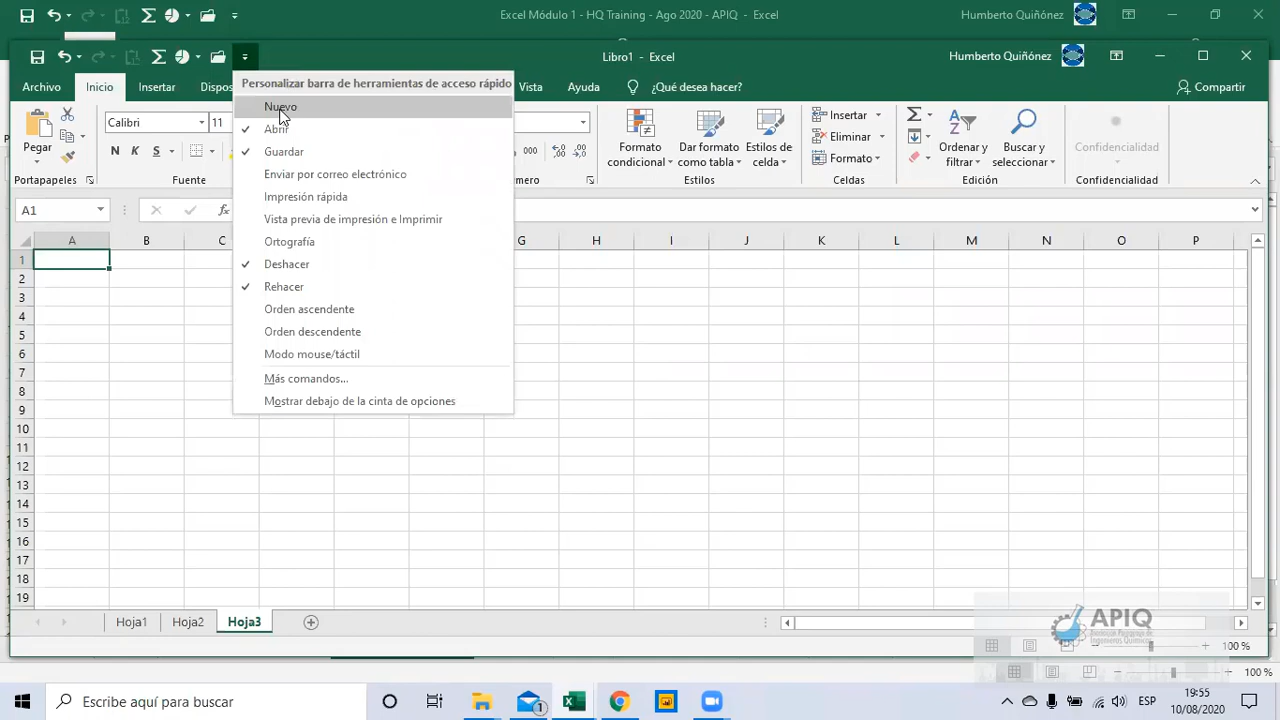 Excel Módulo 1 - HQ Training - Ago 2020 - APIQ - Excel
Humberto Quiñónez
Libro1 - Excel
Humberto Quiñónez
Archivo Inicio Insertar Dispos Vista Ayuda ¿Qué desea hacer? Compartir
Personalizar barra de herramientas de acceso rápido
Nuevo
Abrir
Guardar
Enviar por correo electrónico
Impresión rápida
Vista previa de impresión e Imprimir
Ortografía
Deshacer
Rehacer
Orden ascendente
Orden descendente
Modo mouse/táctil
Más comandos...
Mostrar debajo de la cinta de opciones
Pegar
Portapapeles
Calibri 11
N K S
Fuente
000
Formato condicional
Dar formato como tabla
Estilos de celda
Estilos
Insertar
Eliminar
Formato
Celdas
Ordenar y filtrar
Buscar y seleccionar
Edición
Confidencialidad
Confidencialidad
A1
fx
A B C G H I J K L M N O P
1
2
3
4
5
6
7
8
9
10
11
12
13
14
15
16
17
18
19
Hoja1 Hoja2 Hoja3
APIQ
100 %
100 %
Escribe aquí para buscar
1
ESP
19:55
10/08/2020